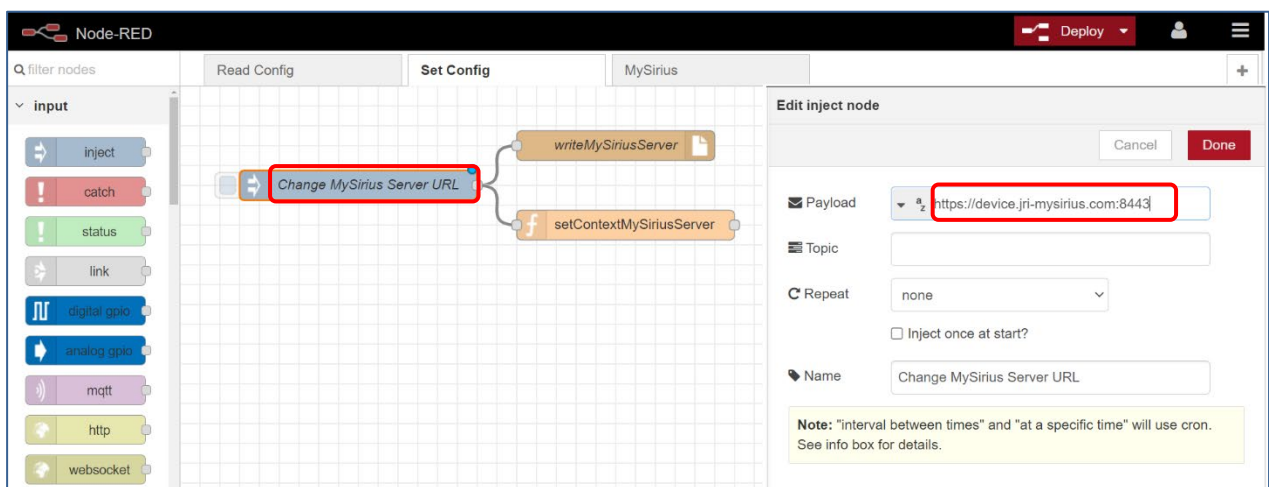 Node-RED
Deploy
filter nodes
Read Config
Set Config
MySirius
+
input
inject
catch
status
link
digital gpio
analog gpio
mqtt
http
websocket
Change MySirius Server URL
writeMySiriusServer
f
setContextMySiriusServer
Edit inject node
Cancel
Done
Payload
a
z
https://device.jri-mysirius.com:8443
Topic
Repeat
none
Inject once at start?
Name
Change MySirius Server URL
Note: "interval between times" and "at a specific time" will use cron.
See info box for details.